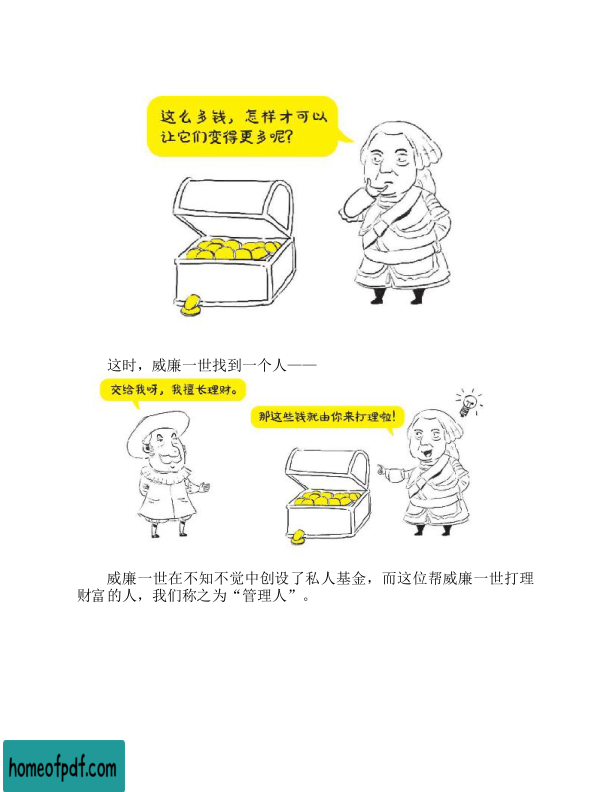 这么多钱，怎样才可以
让它们变得更多呢？
这时，威廉一世找到一个人——
交给我呀，我擅长理财。
那这些钱就由你来打理啦！
威廉一世在不知不觉中创设了私人基金，而这位帮威廉一世打理
财富的人，我们称之为“管理人”。
homeofpdf.com